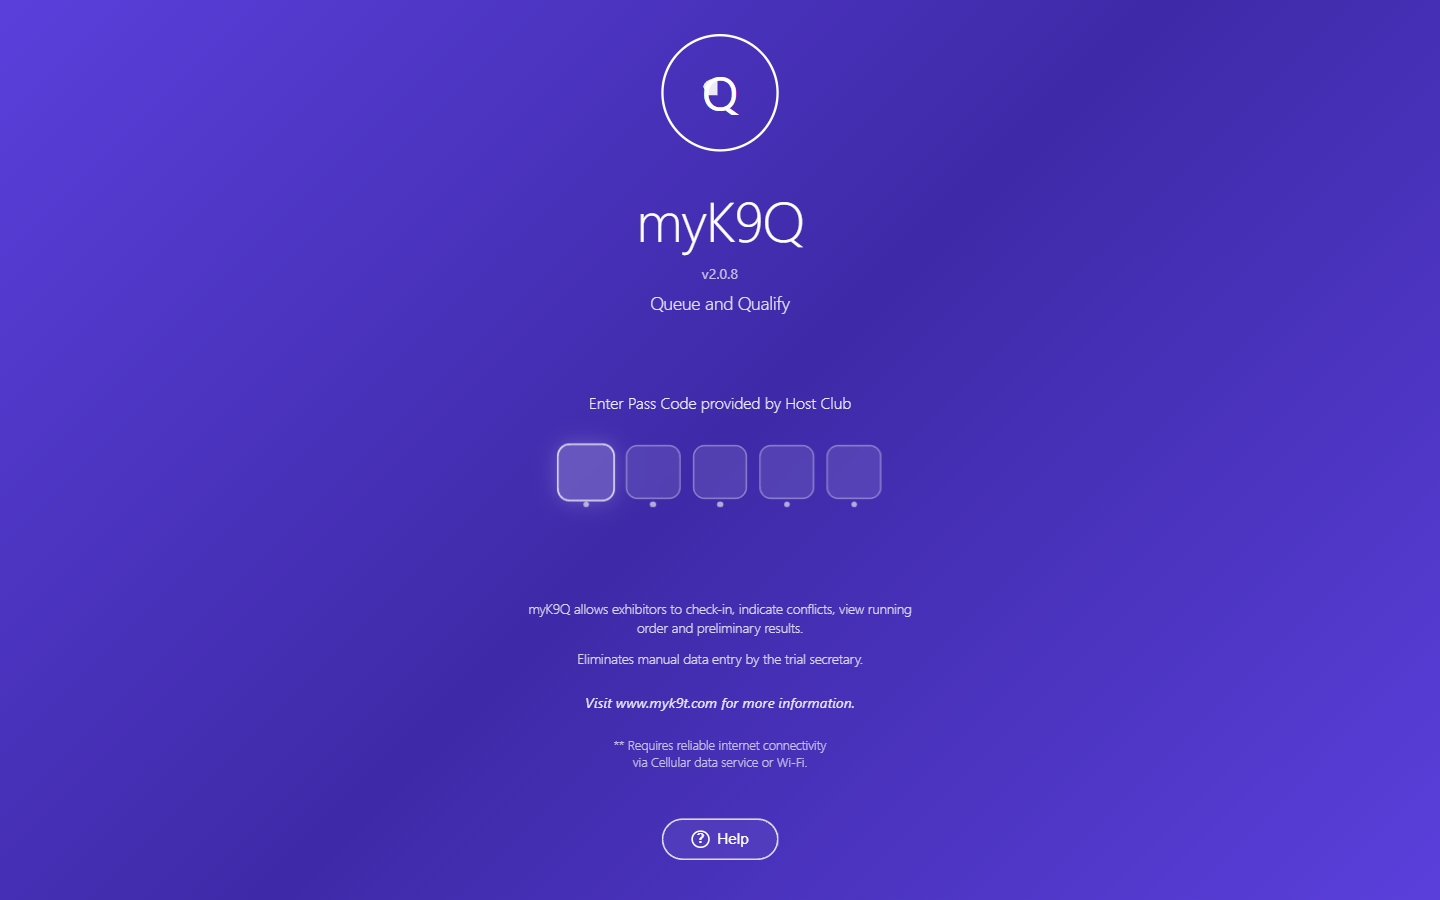 Q
myK9Q
v2.0.8
Queue and Qualify
Enter Pass Code provided by Host Club
myK9Q allows exhibitors to check-in, indicate conflicts, view running
order and preliminary results.
Eliminates manual data entry by the trial secretary.
Visit www.myk9t.com for more information.
** Requires reliable internet connectivity
via Cellular data service or Wi-Fi.
? Help